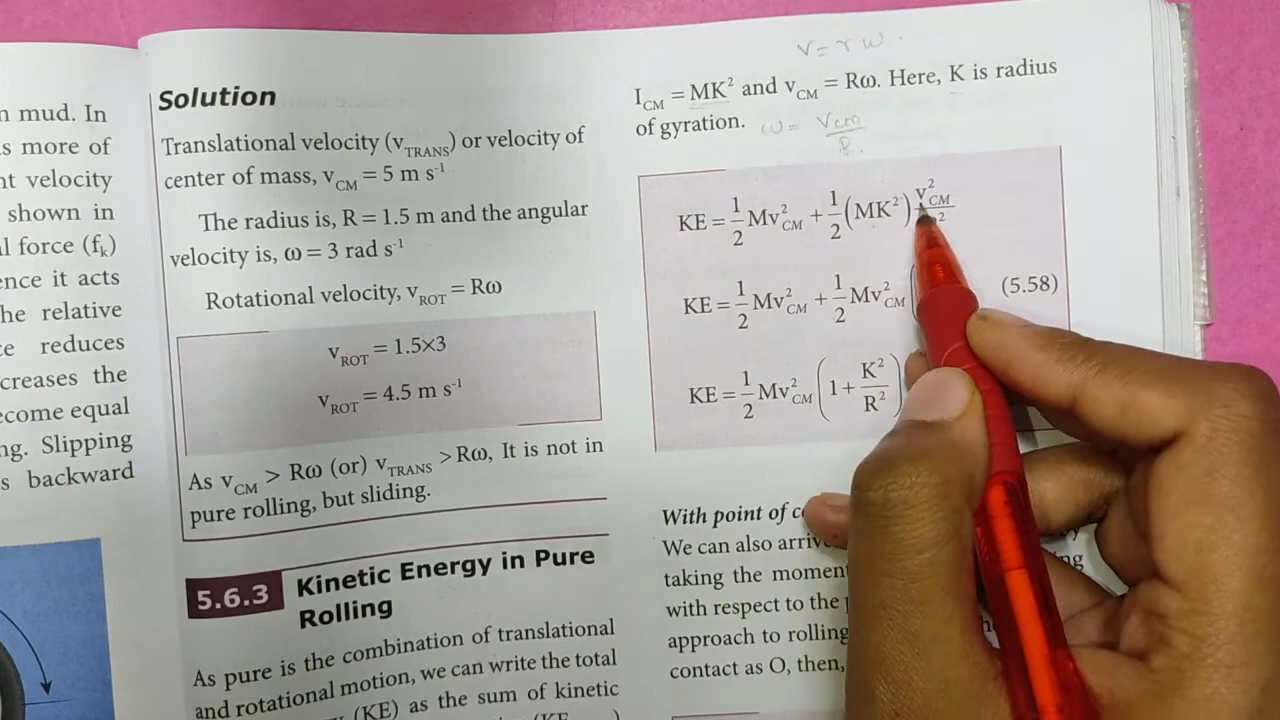 n mud. In
s more of
nt velocity
shown in
l force (fₖ)
ence it acts
he relative
ce reduces
creases the
ecome equal
ng. Slipping
s backward
Solution
Translational velocity (v_TRANS) or velocity of
center of mass, v_CM = 5 m s⁻¹
The radius is, R = 1.5 m and the angular
velocity is, ω = 3 rad s⁻¹
Rotational velocity, v_ROT = Rω
v_ROT = 1.5×3
v_ROT = 4.5 m s⁻¹
As v_CM > Rω (or) v_TRANS > Rω, It is not in
pure rolling, but sliding.
5.6.3 Kinetic Energy in Pure
Rolling
As pure is the combination of translational
and rotational motion, we can write the total
(KE) as the sum of kinetic
v = r ω.
I_CM = MK² and v_CM = Rω. Here, K is radius
of gyration. ω = v_cm/R.
KE = 1/2 Mv²_CM + 1/2 (MK²) v²_CM
KE = 1/2 Mv²_CM + 1/2 Mv²_CM ( (5.58)
KE = 1/2 Mv²_CM (1 + K²/R²)
With point of
We can also
taking the
with respect to the
approach to rolling
contact as O, then,